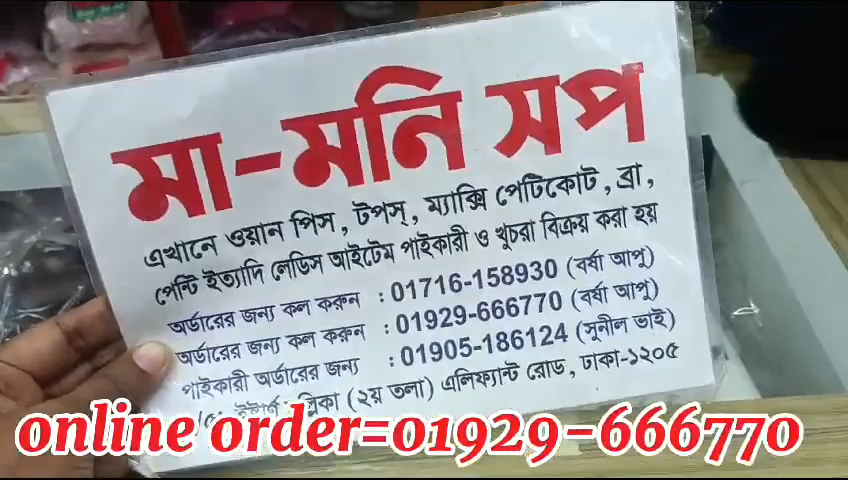 মা-মনি সপ
এখানে ওয়ান পিস, টপস্, ম্যাক্সি পেটিকোট, ব্রা,
পেন্টি ইত্যাদি লেডিস আইটেম পাইকারী ও খুচরা বিক্রয় করা হয়
অর্ডারের জন্য কল করুন : 01716-158930 (বর্ষা আপু)
অর্ডারের জন্য কল করুন : 01929-666770 (বর্ষা আপু)
পাইকারী অর্ডারের জন্য : 01905-186124 (সুনীল ভাই)
(২য় তলা) এলিফ্যান্ট রোড, ঢাকা-১২০৫
online order=01929-666770